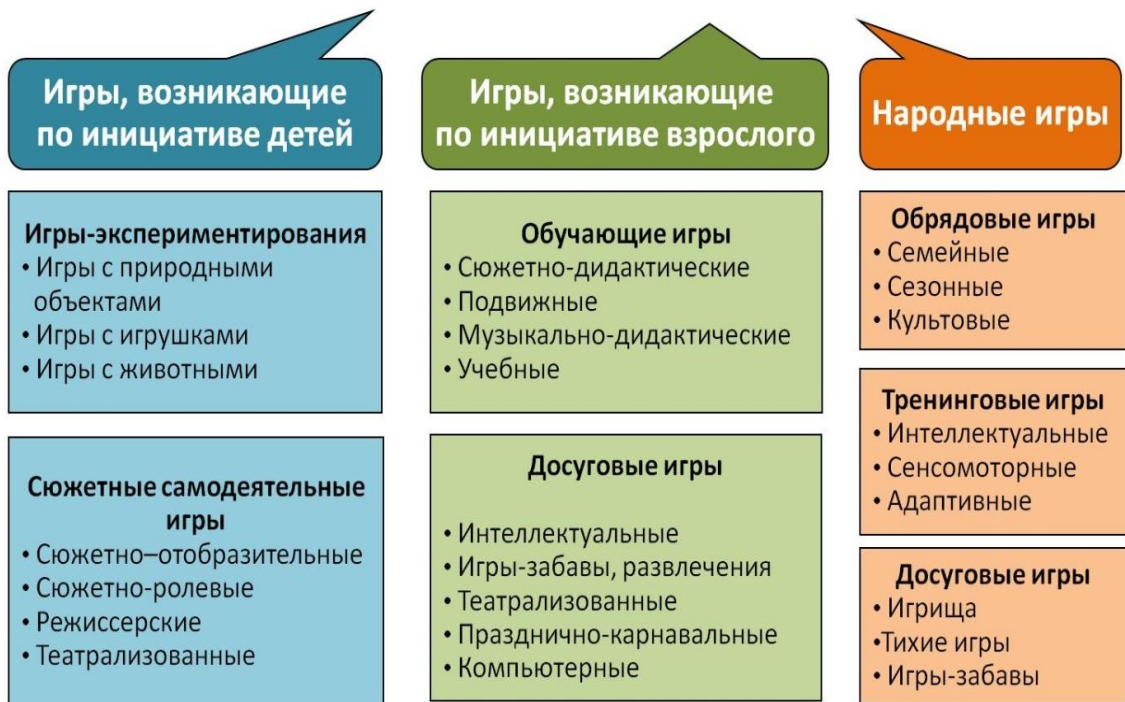 Игры, возникающие
по инициативе детей
Игры-экспериментирования
• Игры с природными
объектами
• Игры с игрушками
• Игры с животными
Сюжетные самодеятельные
игры
• Сюжетно–отобразительные
• Сюжетно-ролевые
• Режиссерские
• Театрализованные
Игры, возникающие
по инициативе взрослого
Обучающие игры
• Сюжетно-дидактические
• Подвижные
• Музыкально-дидактические
• Учебные
Досуговые игры
• Интеллектуальные
• Игры-забавы, развлечения
• Театрализованные
• Празднично-карнавальные
• Компьютерные
Народные игры
Обрядовые игры
• Семейные
• Сезонные
• Культовые
Тренинговые игры
• Интеллектуальные
• Сенсомоторные
• Адаптивные
Досуговые игры
• Игрища
•Тихие игры
• Игры-забавы